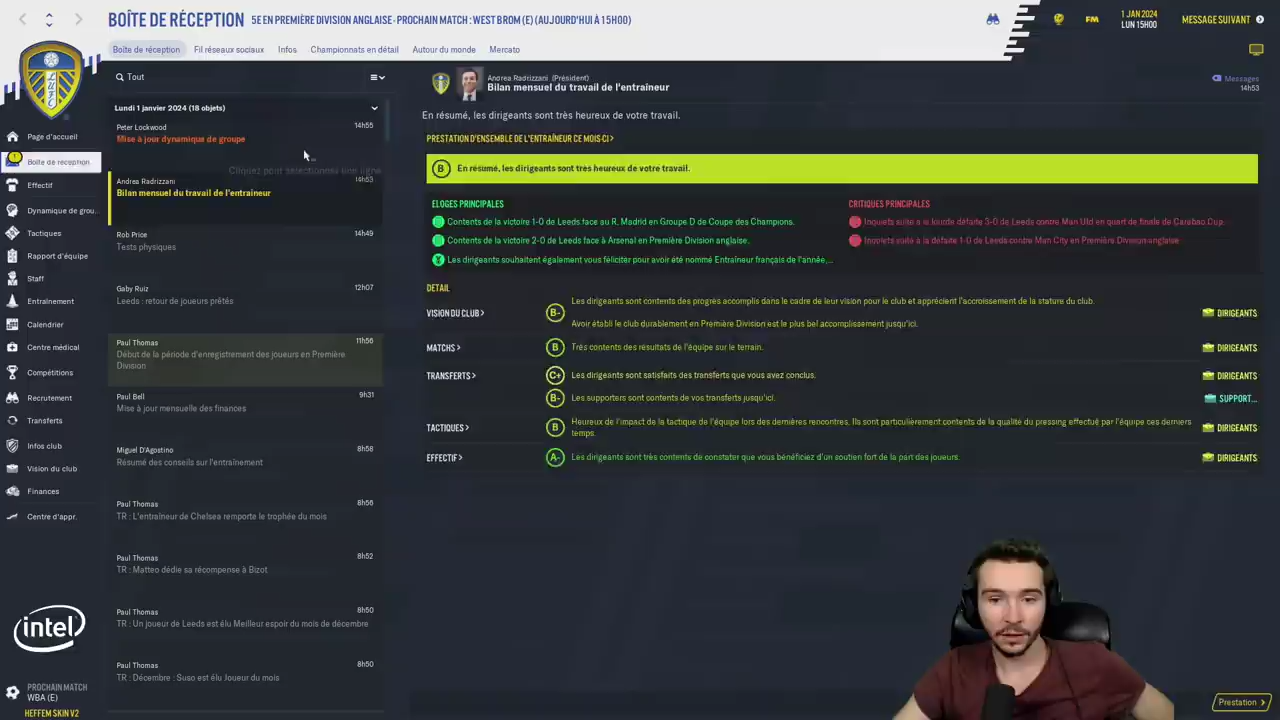 BOÎTE DE RÉCEPTION
5E EN PREMIÈRE DIVISION ANGLAISE - PROCHAIN MATCH : WEST BROM (E) (AUJOURD'HUI À 15H00)
FM
1 JAN 2024
LUN 15H00
MESSAGE SUIVANT
Boîte de réception
Fil réseaux sociaux
Infos
Championnats en détail
Autour du monde
Mercato
Page d'accueil
1
Boîte de réception
Effectif
Dynamique de grou...
Tactiques
Rapport d'équipe
Staff
Entraînement
Calendrier
Centre médical
Compétitions
Recrutement
Transferts
Infos club
Vision du club
Finances
Centre d'appr.
intel
PROCHAIN MATCH
WBA (E)
HEFFEM SKIN V2
Tout
Lundi 1 janvier 2024 (18 objets)
Peter Lockwood 14h55
Mise à jour dynamique de groupe
Cliquez pour sélectionner une ligne
Andrea Radrizzani 14h53
Bilan mensuel du travail de l'entraîneur
Rob Price 14h49
Tests physiques
Gaby Ruiz 12h07
Leeds : retour de joueurs prêtés
Paul Thomas 11h56
Début de la période d'enregistrement des joueurs en Première
Division
Paul Bell 9h31
Mise à jour mensuelle des finances
Miguel D'Agostino 8h58
Résumé des conseils sur l'entraînement
Paul Thomas 8h56
TR : L'entraîneur de Chelsea remporte le trophée du mois
Paul Thomas 8h52
TR : Matteo dédie sa récompense à Bizot
Paul Thomas 8h50
TR : Un joueur de Leeds est élu Meilleur espoir du mois de décembre
Paul Thomas 8h50
TR : Décembre : Suso est élu Joueur du mois
Andrea Radrizzani (Président)
Bilan mensuel du travail de l'entraîneur
Messages
14h53
En résumé, les dirigeants sont très heureux de votre travail.
PRESTATION D'ENSEMBLE DE L'ENTRAÎNEUR CE MOIS-CI >
B En résumé, les dirigeants sont très heureux de votre travail.
ÉLOGES PRINCIPALES
Contents de la victoire 1-0 de Leeds face au R. Madrid en Groupe D de Coupe des Champions.
Contents de la victoire 2-0 de Leeds face à Arsenal en Première Division anglaise.
Les dirigeants souhaitent également vous féliciter pour avoir été nommé Entraîneur français de l'année,...
CRITIQUES PRINCIPALES
Inquiets suite à la lourde défaite 3-0 de Leeds contre Man Utd en quart de finale de Carabao Cup.
Inquiets suite à la défaite 1-0 de Leeds contre Man City en Première Division anglaise
DÉTAIL
VISION DU CLUB >
B-
Les dirigeants sont contents des progrès accomplis dans le cadre de leur vision pour le club et apprécient l'accroissement de la stature du club.
Avoir établi le club durablement en Première Division est le plus bel accomplissement jusqu'ici.
DIRIGEANTS
MATCHS >
B Très contents des résultats de l'équipe sur le terrain.
DIRIGEANTS
TRANSFERTS >
C+ Les dirigeants sont satisfaits des transferts que vous avez conclus.
DIRIGEANTS
B- Les supporters sont contents de vos transferts jusqu'ici.
SUPPORT...
TACTIQUES >
B Heureux de l'impact de la tactique de l'équipe lors des dernières rencontres. Ils sont particulièrement contents de la qualité du pressing effectué par l'équipe ces derniers
temps.
DIRIGEANTS
EFFECTIF >
A- Les dirigeants sont très contents de constater que vous bénéficiez d'un soutien fort de la part des joueurs.
DIRIGEANTS
Prestation >